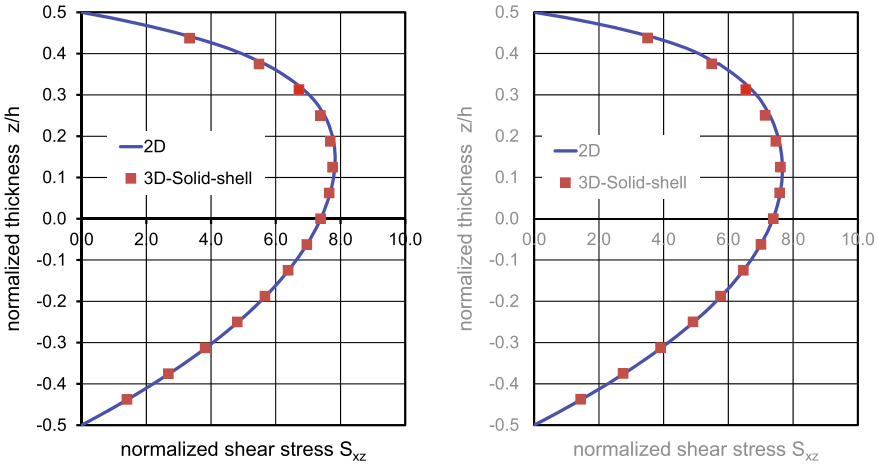 0.5
0.4
0.3
0.2
0.1
0.0
-0.1
-0.2
-0.3
-0.4
-0.5
normalized thickness z/h
2D
3D-Solid-shell
0.0 2.0 4.0 6.0 8.0 10.0
normalized shear stress Sxz
0.5
0.4
0.3
0.2
0.1
0.0
-0.1
-0.2
-0.3
-0.4
-0.5
normalized thickness z/h
2D
3D-Solid-shell
0.0 2.0 4.0 6.0 8.0 10.0
normalized shear stress Sxz